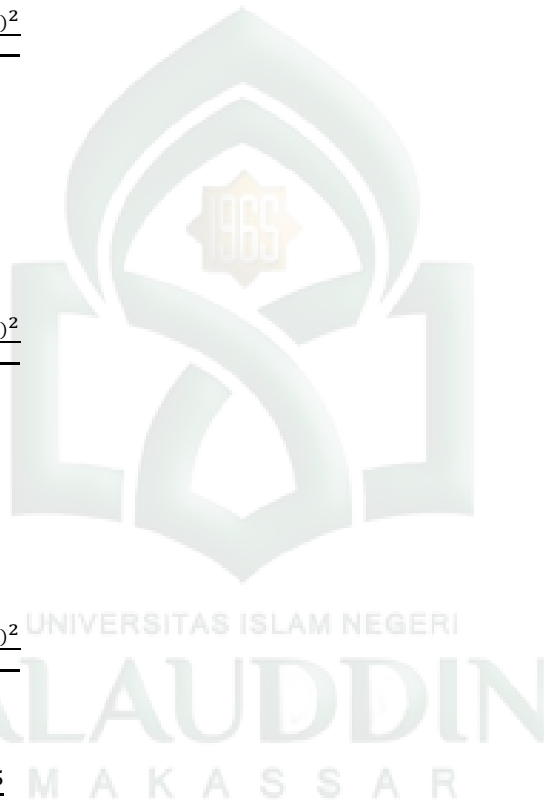 )²
1965
)²
)²
UNIVERSITAS ISLAM NEGERI
ALAUDDIN
M A K A S S A R